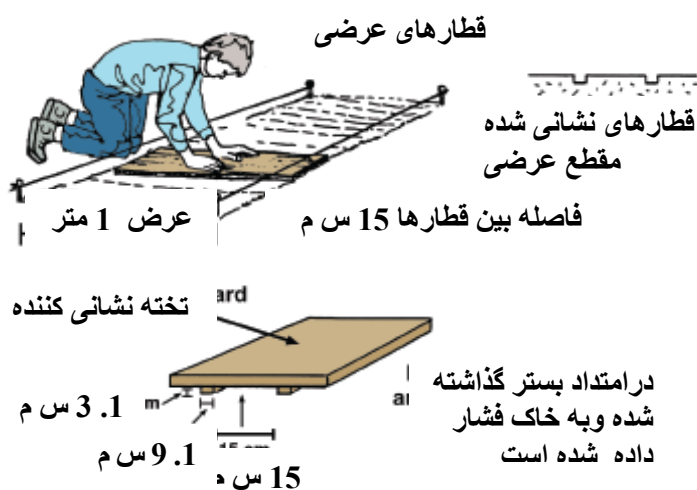 قطارهای عرضی
قطارهای نشانی شده
مقطع عرضی
عرض 1 متر
فاصله بین قطارها 15 س م
تخته نشانی کننده
ard
درامتداد بستر گذاشته
شده وبه خاک فشار
داده شده است
m
1. 3 س م
1. 9 س م
15 س م